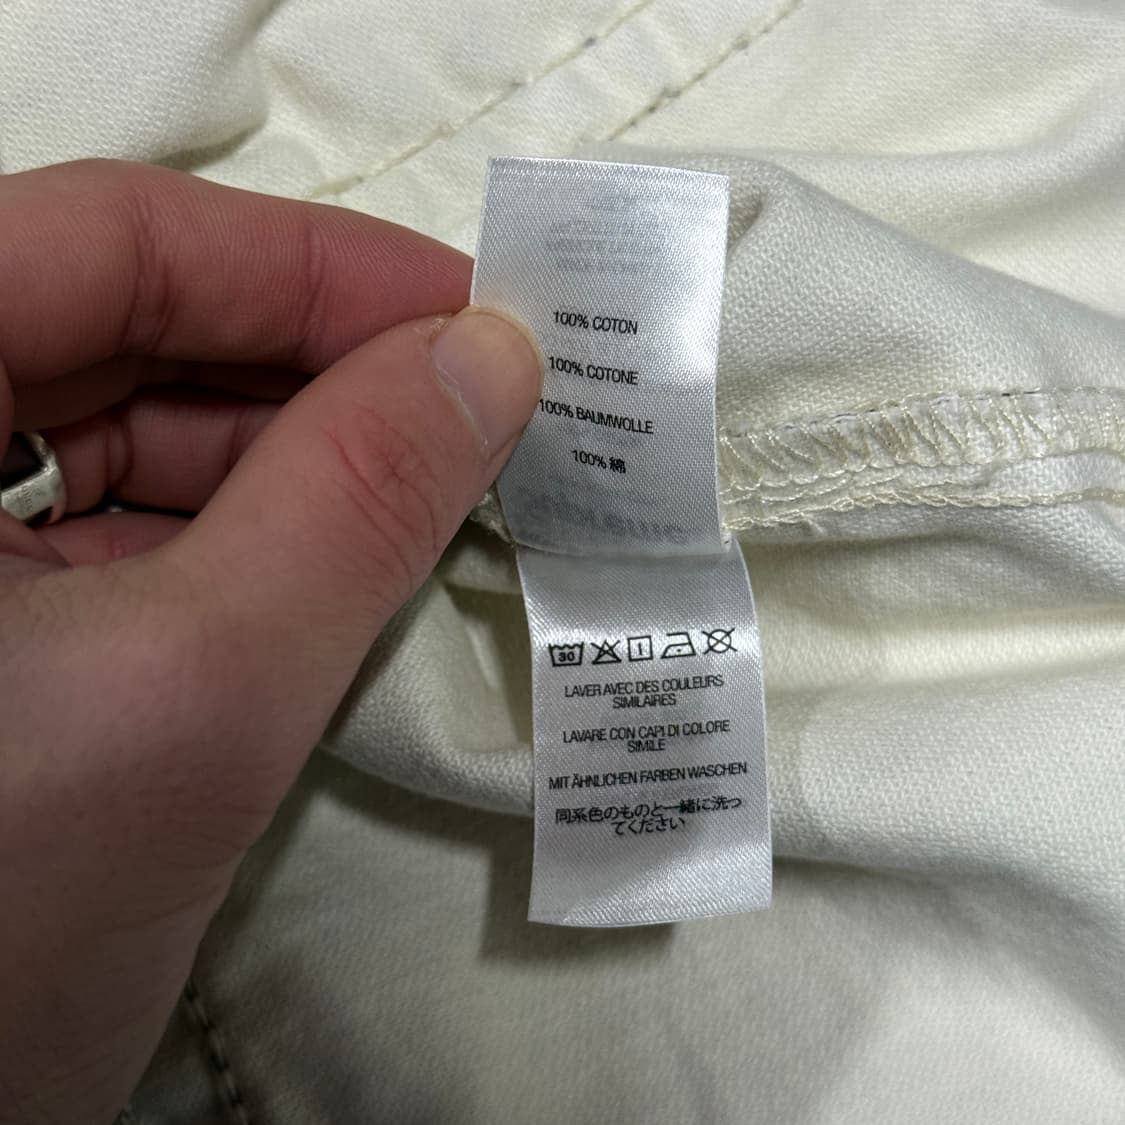 100% COTON
100% COTONE
100% BAUMWOLLE
100% 綿
30
LAVER AVEC DES COULEURS
SIMILAIRES
LAVARE CON CAPI DI COLORE
SIMILE
MIT ÄHNLICHEN FARBEN WASCHEN
同系色のものと一緒に洗っ
てください